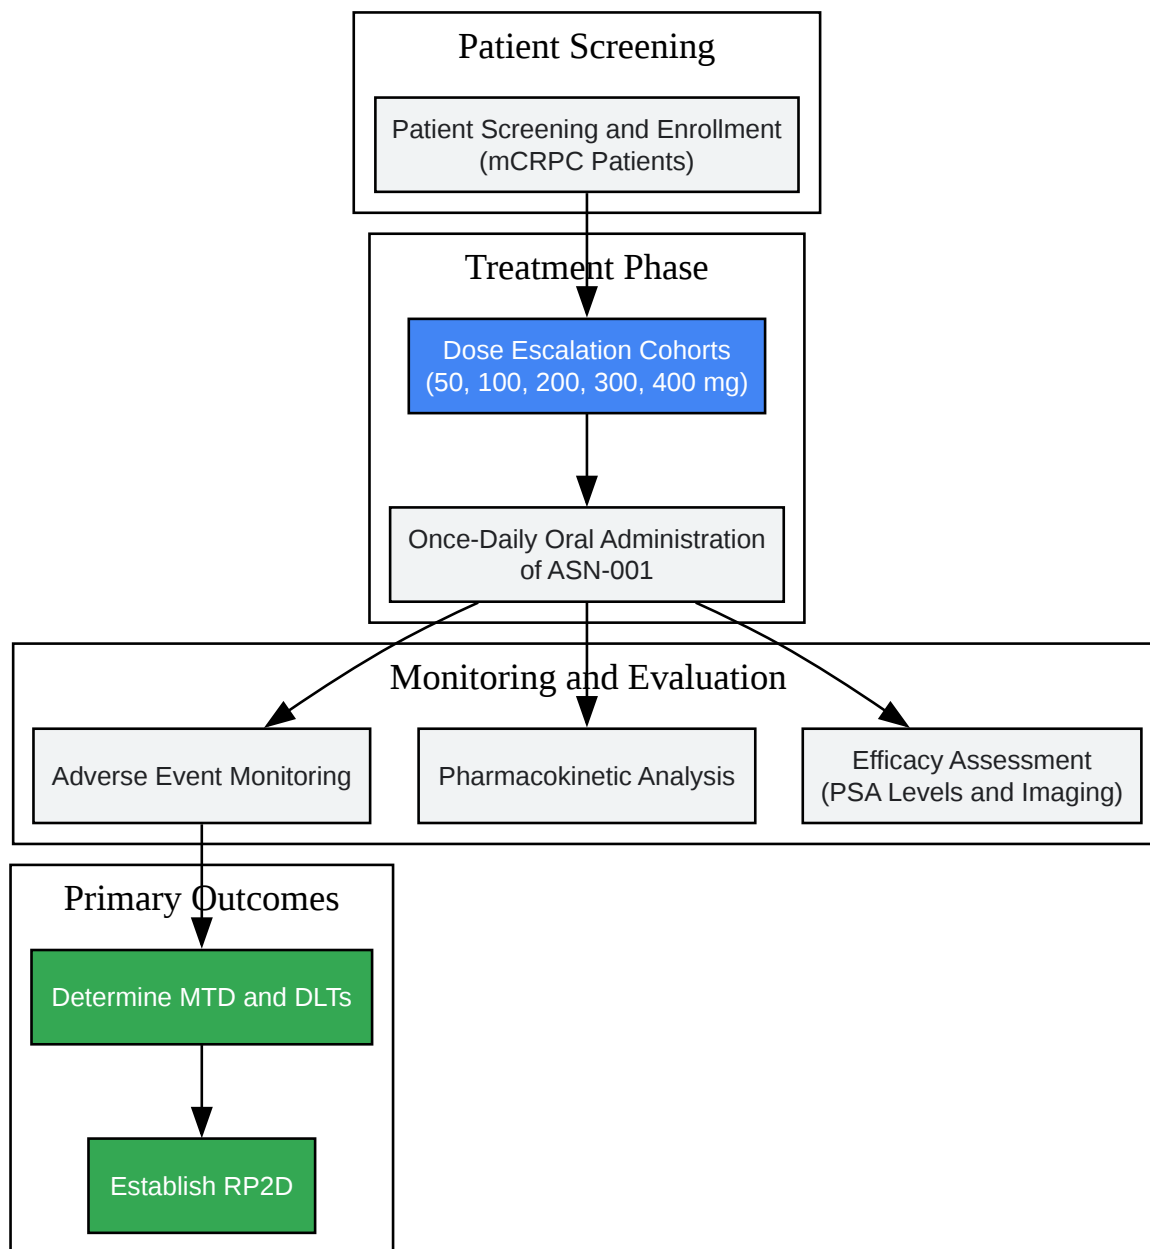 Patient Screening
Patient Screening and Enrollment
(mCRPC Patients)
Treatment Phase
Dose Escalation Cohorts
(50, 100, 200, 300, 400 mg)
Once-Daily Oral Administration
of ASN-001
Monitoring and Evaluation
Adverse Event Monitoring
Pharmacokinetic Analysis
Efficacy Assessment
(PSA Levels and Imaging)
Primary Outcomes
Determine MTD and DLTs
Establish RP2D